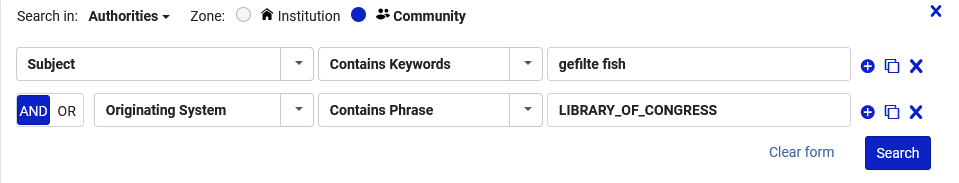 Search in: Authorities Zone: Institution Community
Subject Contains Keywords gefilte fish
AND OR Originating System Contains Phrase LIBRARY_OF_CONGRESS
Clear form Search